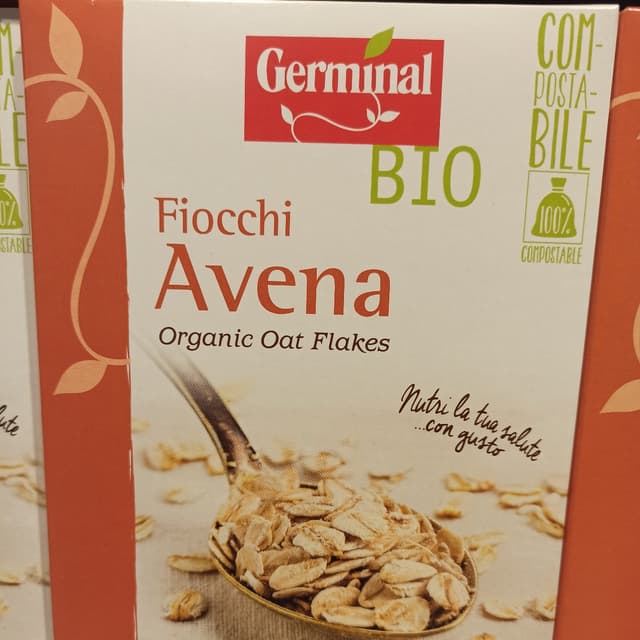 Germinal
BIO
COM-
POSTA-
BILE
100%
COMPOSTABLE
Fiocchi
Avena
Organic Oat Flakes
Nutri la tua salute
...con gusto